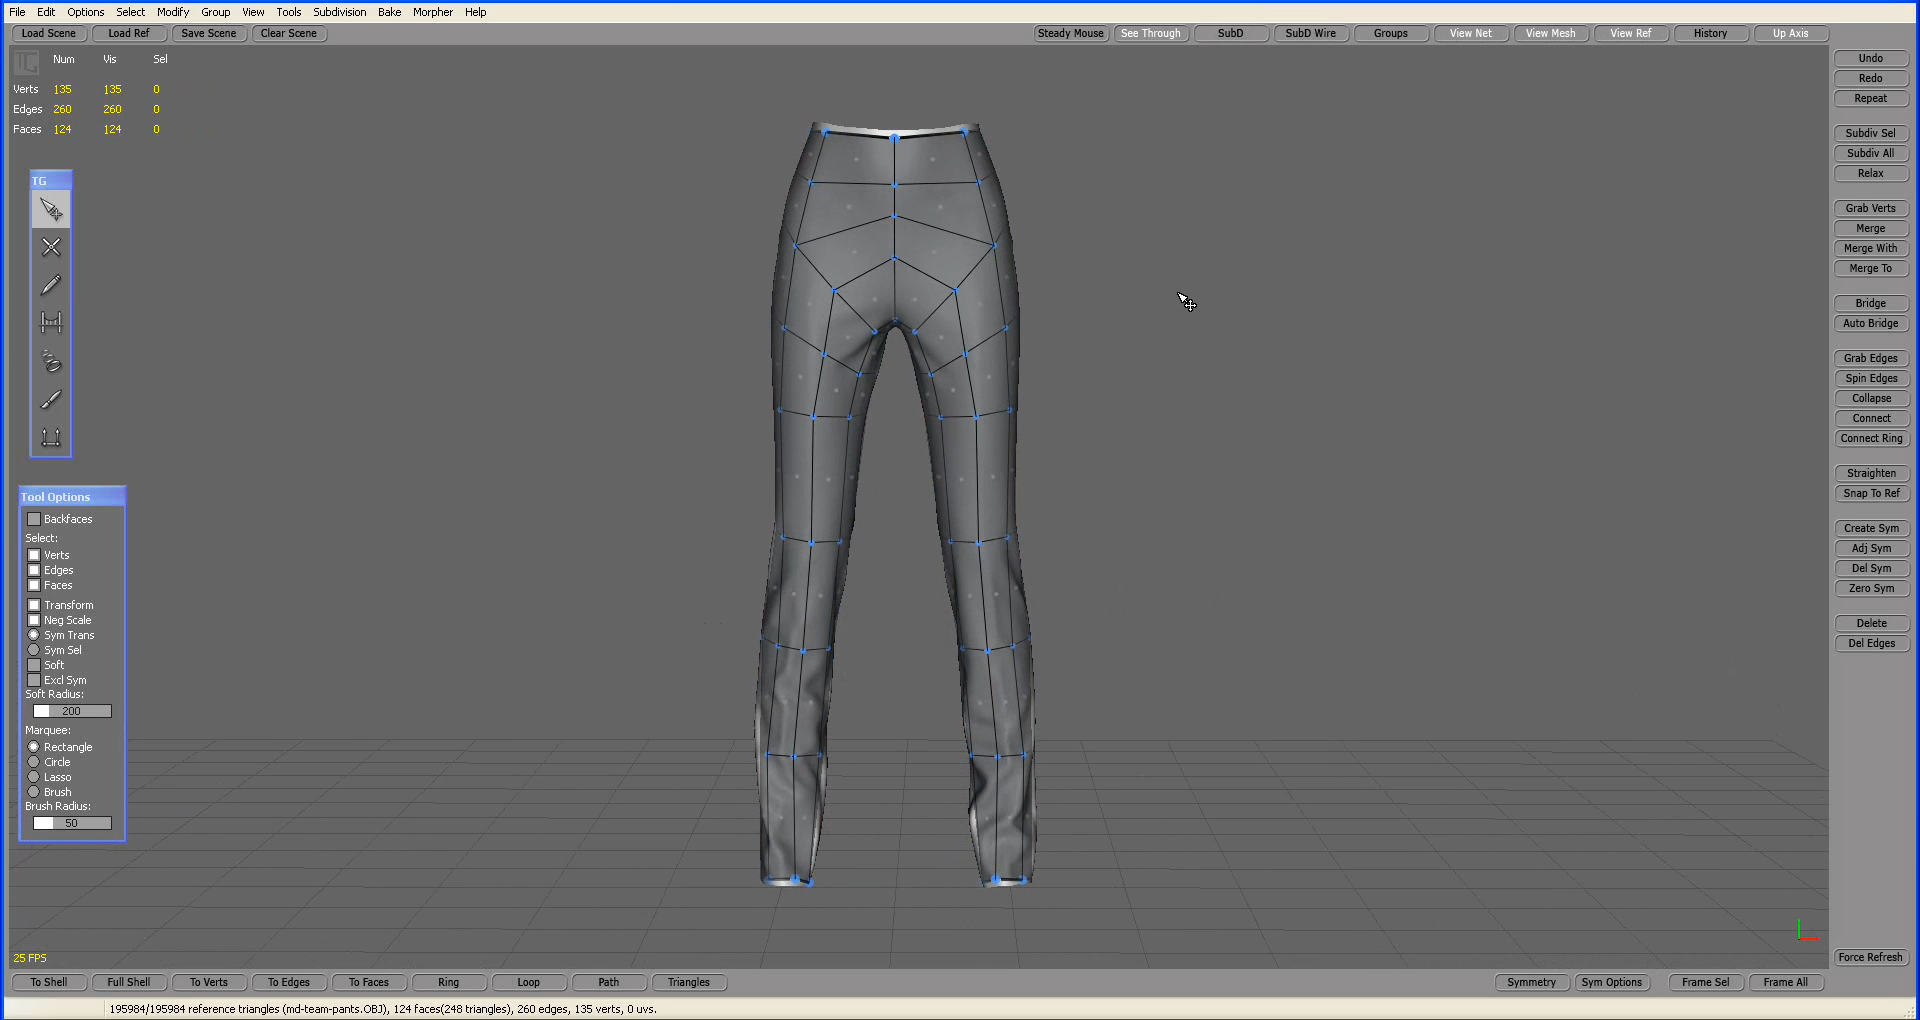 File Edit Options Select Modify Group View Tools Subdivision Bake Morpher Help
Load Scene Load Ref Save Scene Clear Scene Steady Mouse See Through SubD SubD Wire Groups View Net View Mesh View Ref History Up Axis
TG Num Vis Sel
Verts 135 135 0
Edges 260 260 0
Faces 124 124 0
TG
Tool Options
Backfaces
Select:
Verts
Edges
Faces
Transform
Neg Scale
Sym Trans
Sym Sel
Soft
Excl Sym
Soft Radius:
200
Marquee:
Rectangle
Circle
Lasso
Brush
Brush Radius:
50
Undo
Redo
Repeat
Subdiv Sel
Subdiv All
Relax
Grab Verts
Merge
Merge With
Merge To
Bridge
Auto Bridge
Grab Edges
Spin Edges
Collapse
Connect
Connect Ring
Straighten
Snap To Ref
Create Sym
Adj Sym
Del Sym
Zero Sym
Delete
Del Edges
Force Refresh
25 FPS
To Shell Full Shell To Verts To Edges To Faces Ring Loop Path Triangles Symmetry Sym Options Frame Sel Frame All
195984/195984 reference triangles (md-team-pants.OBJ), 124 faces(248 triangles), 260 edges, 135 verts, 0 uvs.